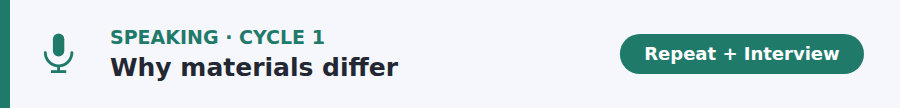 SPEAKING · CYCLE 1
Why materials differ
Repeat + Interview